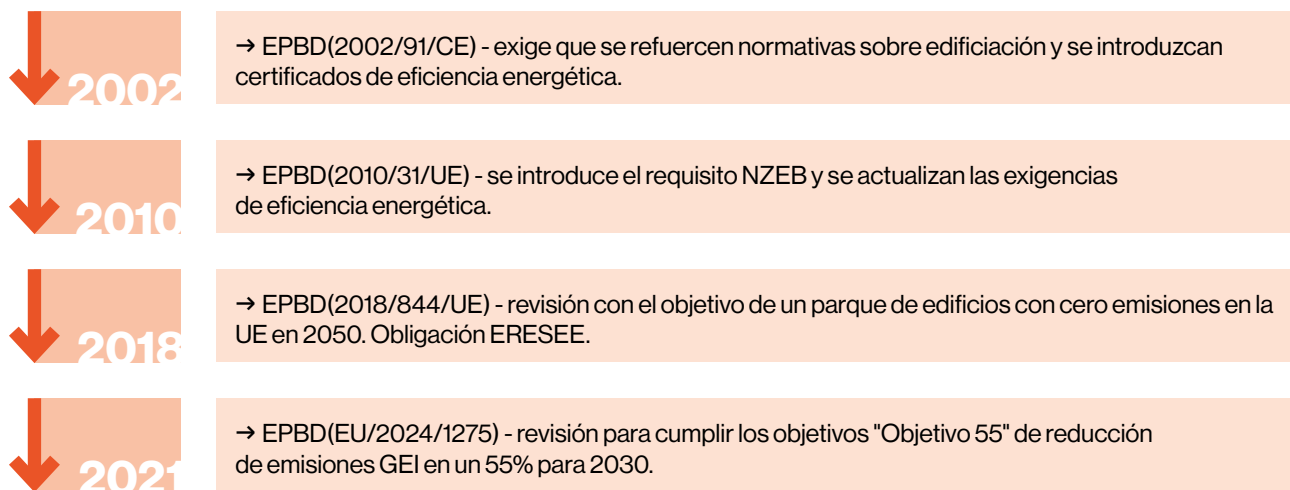 2002
→ EPBD(2002/91/CE) - exige que se refuercen normativas sobre edificiación y se introduzcan
certificados de eficiencia energética.
2010
→ EPBD(2010/31/UE) - se introduce el requisito NZEB y se actualizan las exigencias
de eficiencia energética.
2018
→ EPBD(2018/844/UE) - revisión con el objetivo de un parque de edificios con cero emisiones en la
UE en 2050. Obligación ERESEE.
2021
→ EPBD(EU/2024/1275) - revisión para cumplir los objetivos "Objetivo 55" de reducción
de emisiones GEI en un 55% para 2030.